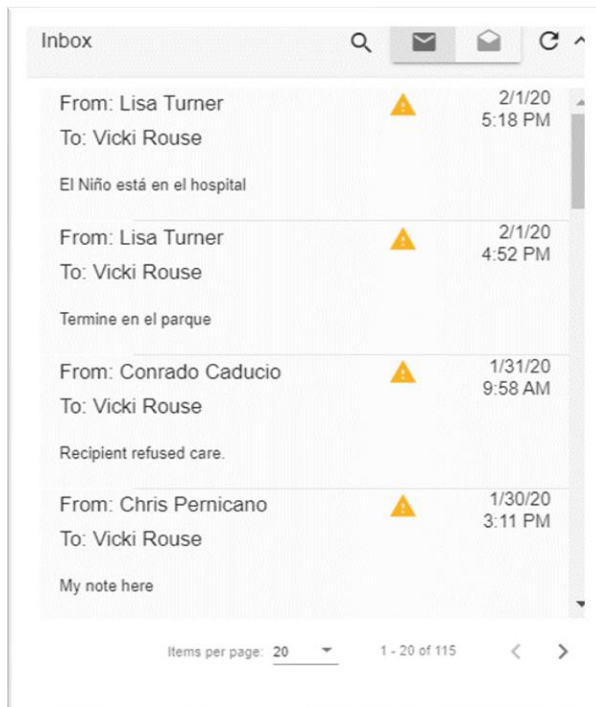 Inbox
From: Lisa Turner
2/1/20
To: Vicki Rouse
5:18 PM
El Niño está en el hospital
From: Lisa Turner
2/1/20
To: Vicki Rouse
4:52 PM
Termine en el parque
From: Conrado Caducio
1/31/20
To: Vicki Rouse
9:58 AM
Recipient refused care.
From: Chris Pernicano
1/30/20
To: Vicki Rouse
3:11 PM
My note here
Items per page: 20
1 - 20 of 115